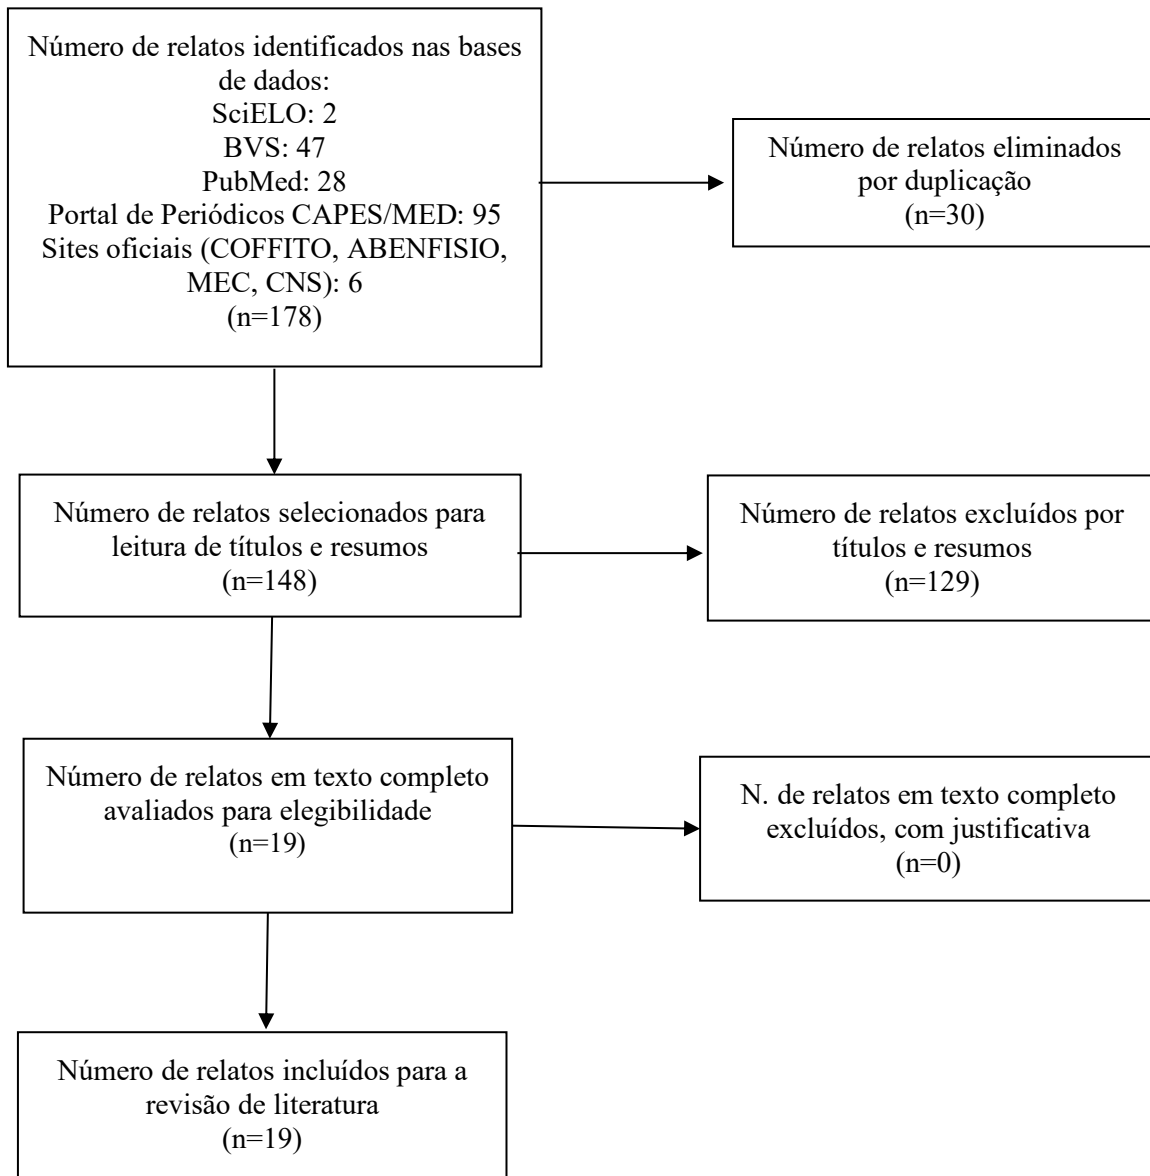 Número de relatos identificados nas bases
de dados:
SciELO: 2
BVS: 47
PubMed: 28
Portal de Periódicos CAPES/MED: 95
Sites oficiais (COFFITO, ABENFISIO,
MEC, CNS): 6
(n=178)
Número de relatos eliminados
por duplicação
(n=30)
Número de relatos selecionados para
leitura de títulos e resumos
(n=148)
Número de relatos excluídos por
títulos e resumos
(n=129)
Número de relatos em texto completo
avaliados para elegibilidade
(n=19)
N. de relatos em texto completo
excluídos, com justificativa
(n=0)
Número de relatos incluídos para a
revisão de literatura
(n=19)